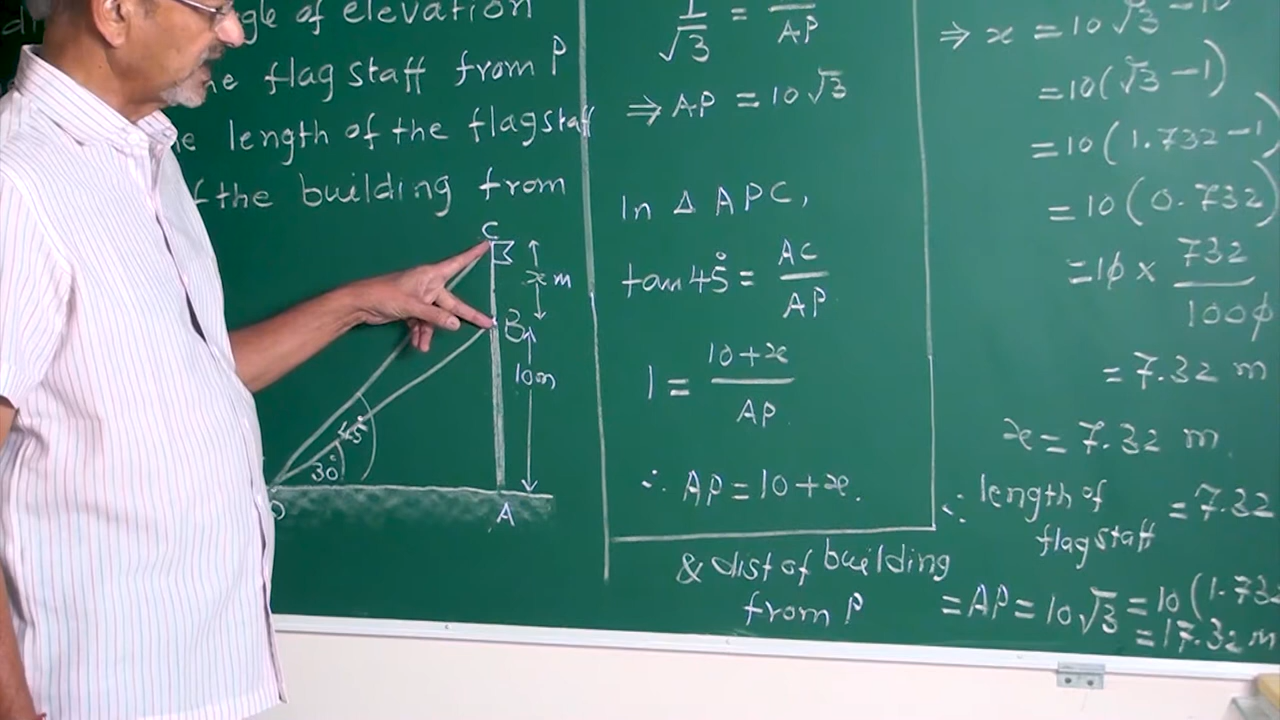 of elevation
flag staff from P
length of the flagstaff
the building from
C
x m
B
10m
45°
30°
A
1/√3 = /AP
⇒ AP = 10√3
In △ APC,
tan 45° = AC/AP
1 = 10+x/AP
∴ AP = 10+x.
& dist of building
from P
⇒ x = 10√3 - 10
= 10(√3 - 1)
= 10(1.732 - 1)
= 10(0.732)
= 10 × 732/1000
= 7.32 m
x = 7.32 m
∴ length of flagstaff = 7.32
= AP = 10√3 = 10(1.732
= 17.32 m